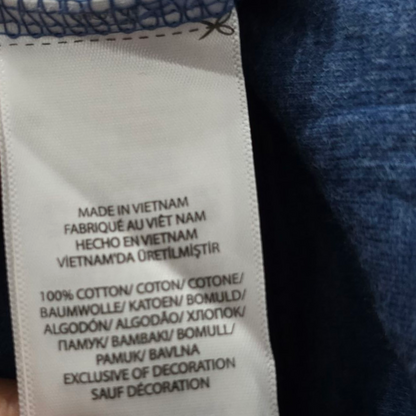 MADE IN VIETNAM
FABRIQUÉ AU VIÊT NAM
HECHO EN VIETNAM
VİETNAM'DA ÜRETİLMİŞTİR
100% COTTON/ COTON/ COTONE/
BAUMWOLLE/ KATOEN/ BOMULD/
ALGODÓN/ ALGODÃO/ ХЛОПОК/
ΠΑΜΥΚ/ BAMBAKI/ BOMULL/
PAMUK/ BAVLNA
EXCLUSIVE OF DECORATION
SAUF DÉCORATION